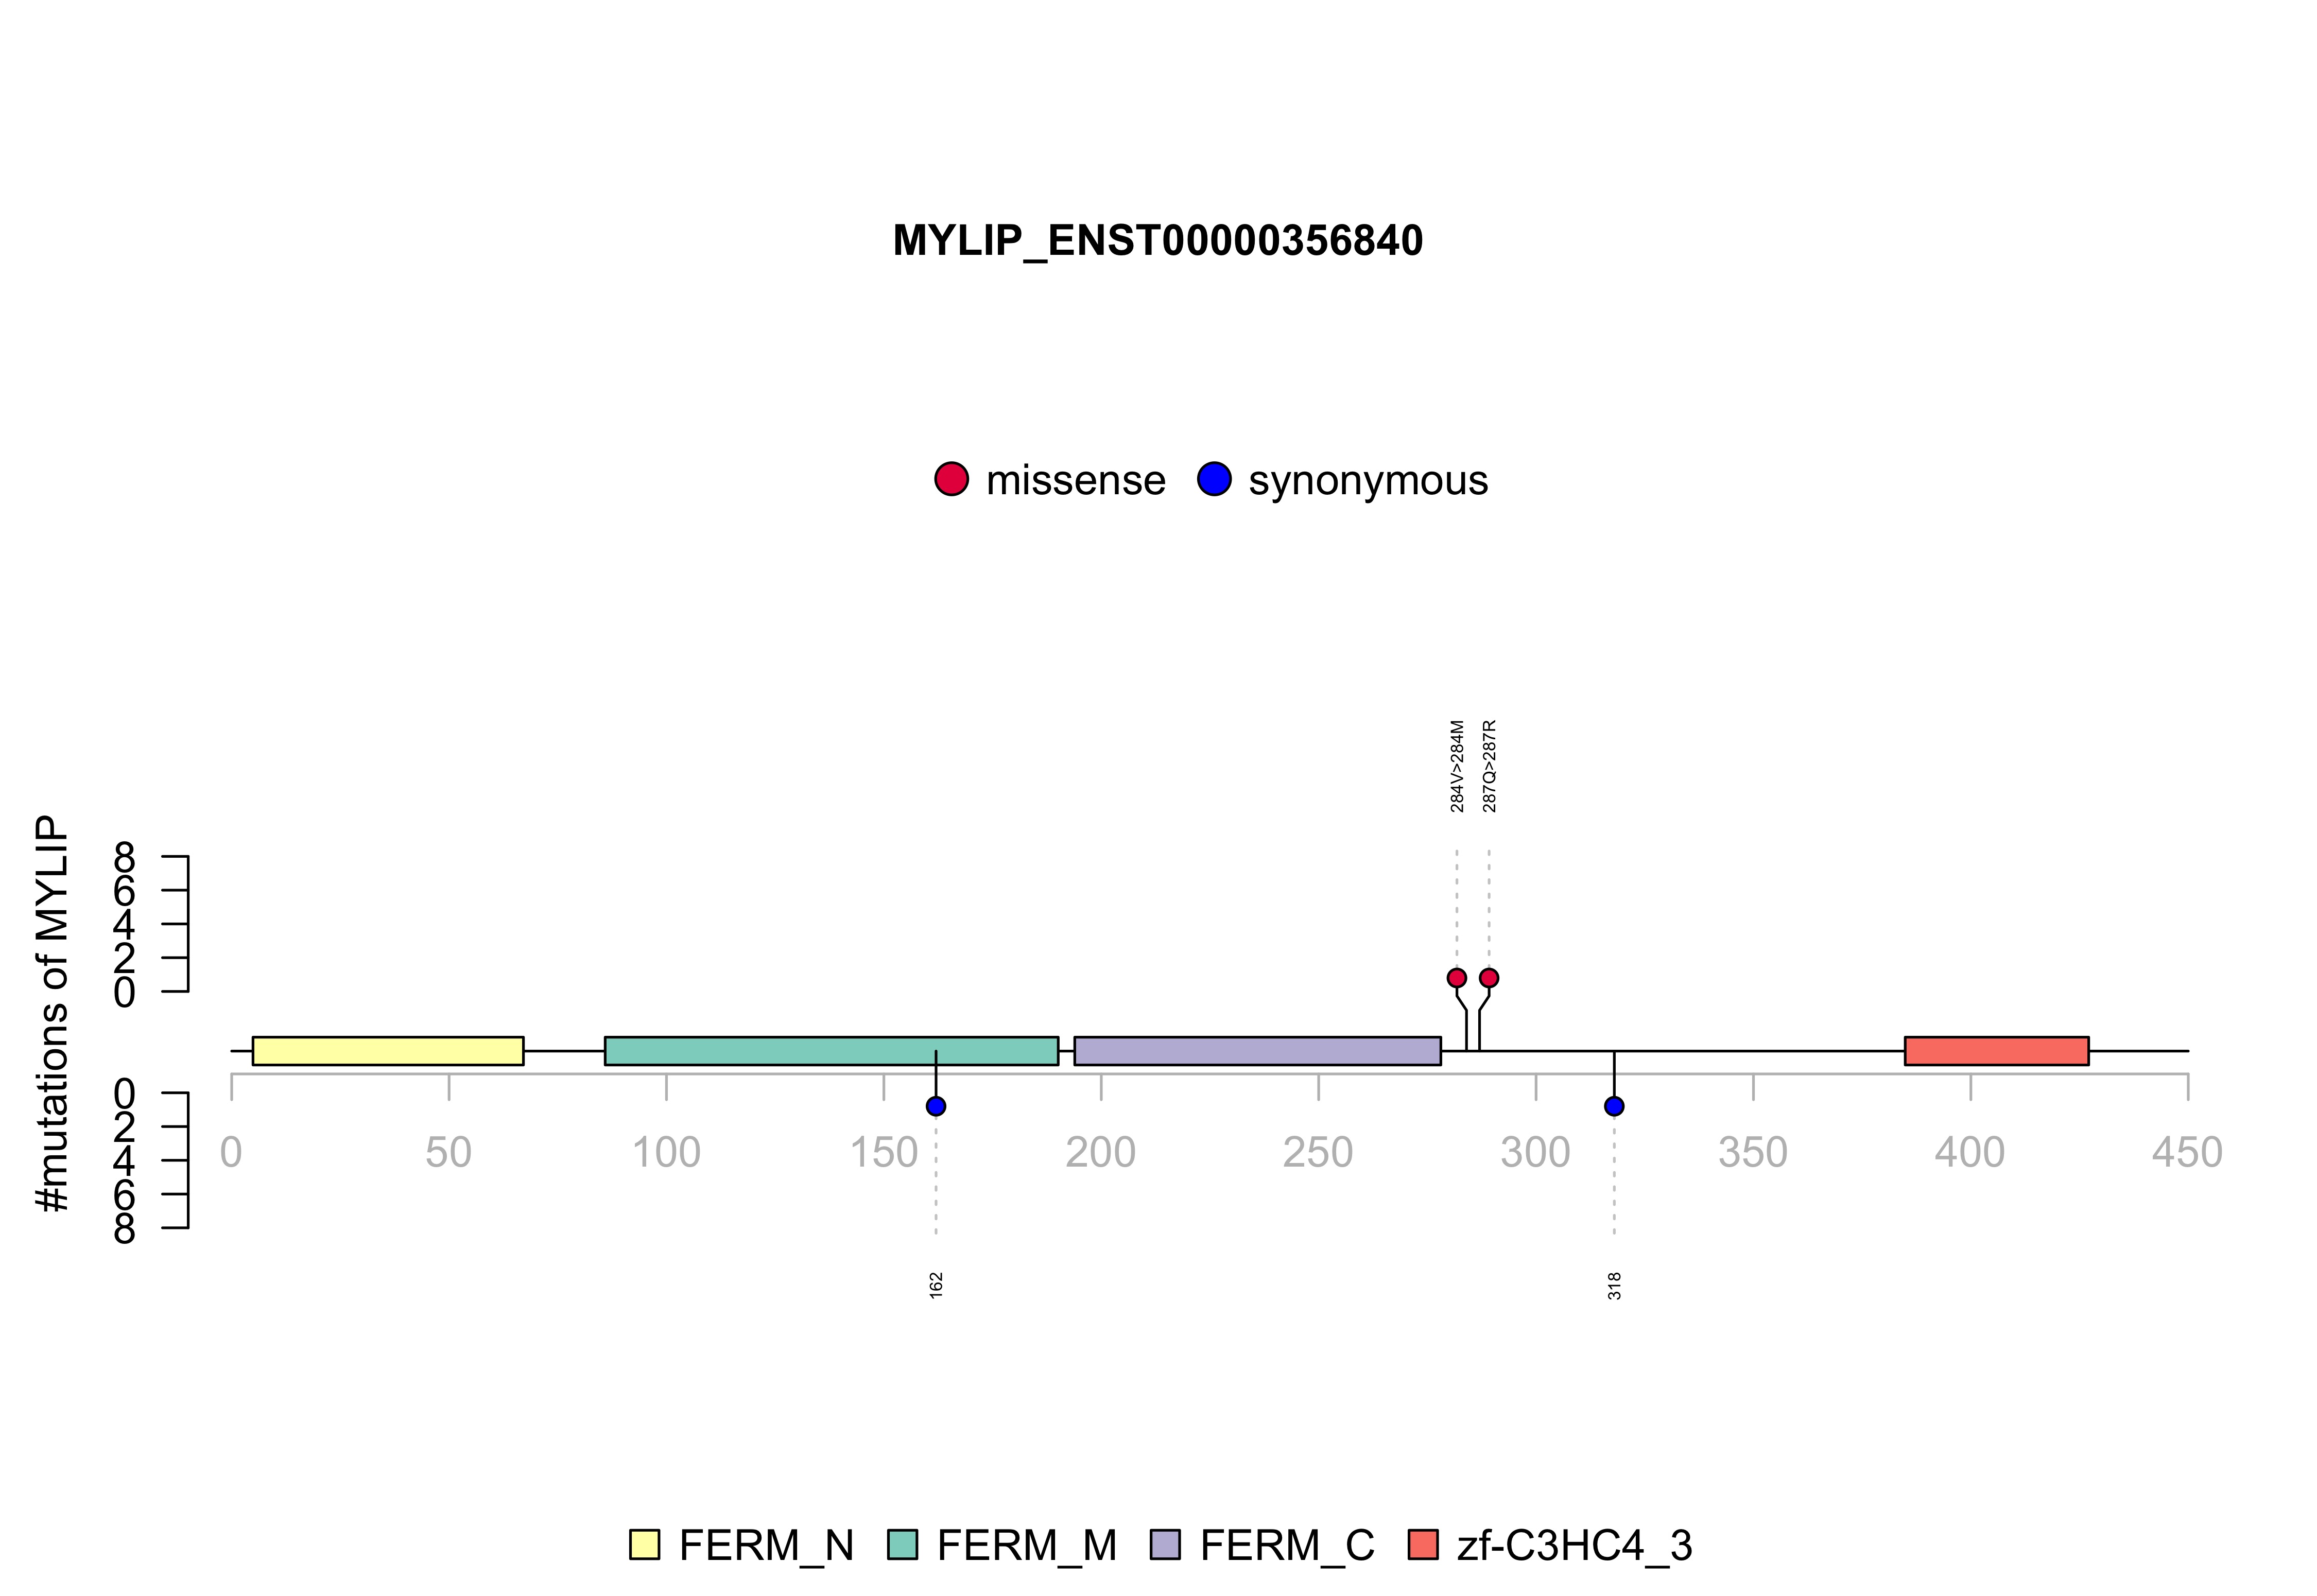 MYLIP_ENST00000356840
missense synonymous
284V>284M
287Q>287R
#mutations of MYLIP
8
6
4
2
0
0
2
4
6
8
0 50 100 150 200 250 300 350 400 450
162
318
FERM_N FERM_M FERM_C zf-C3HC4_3